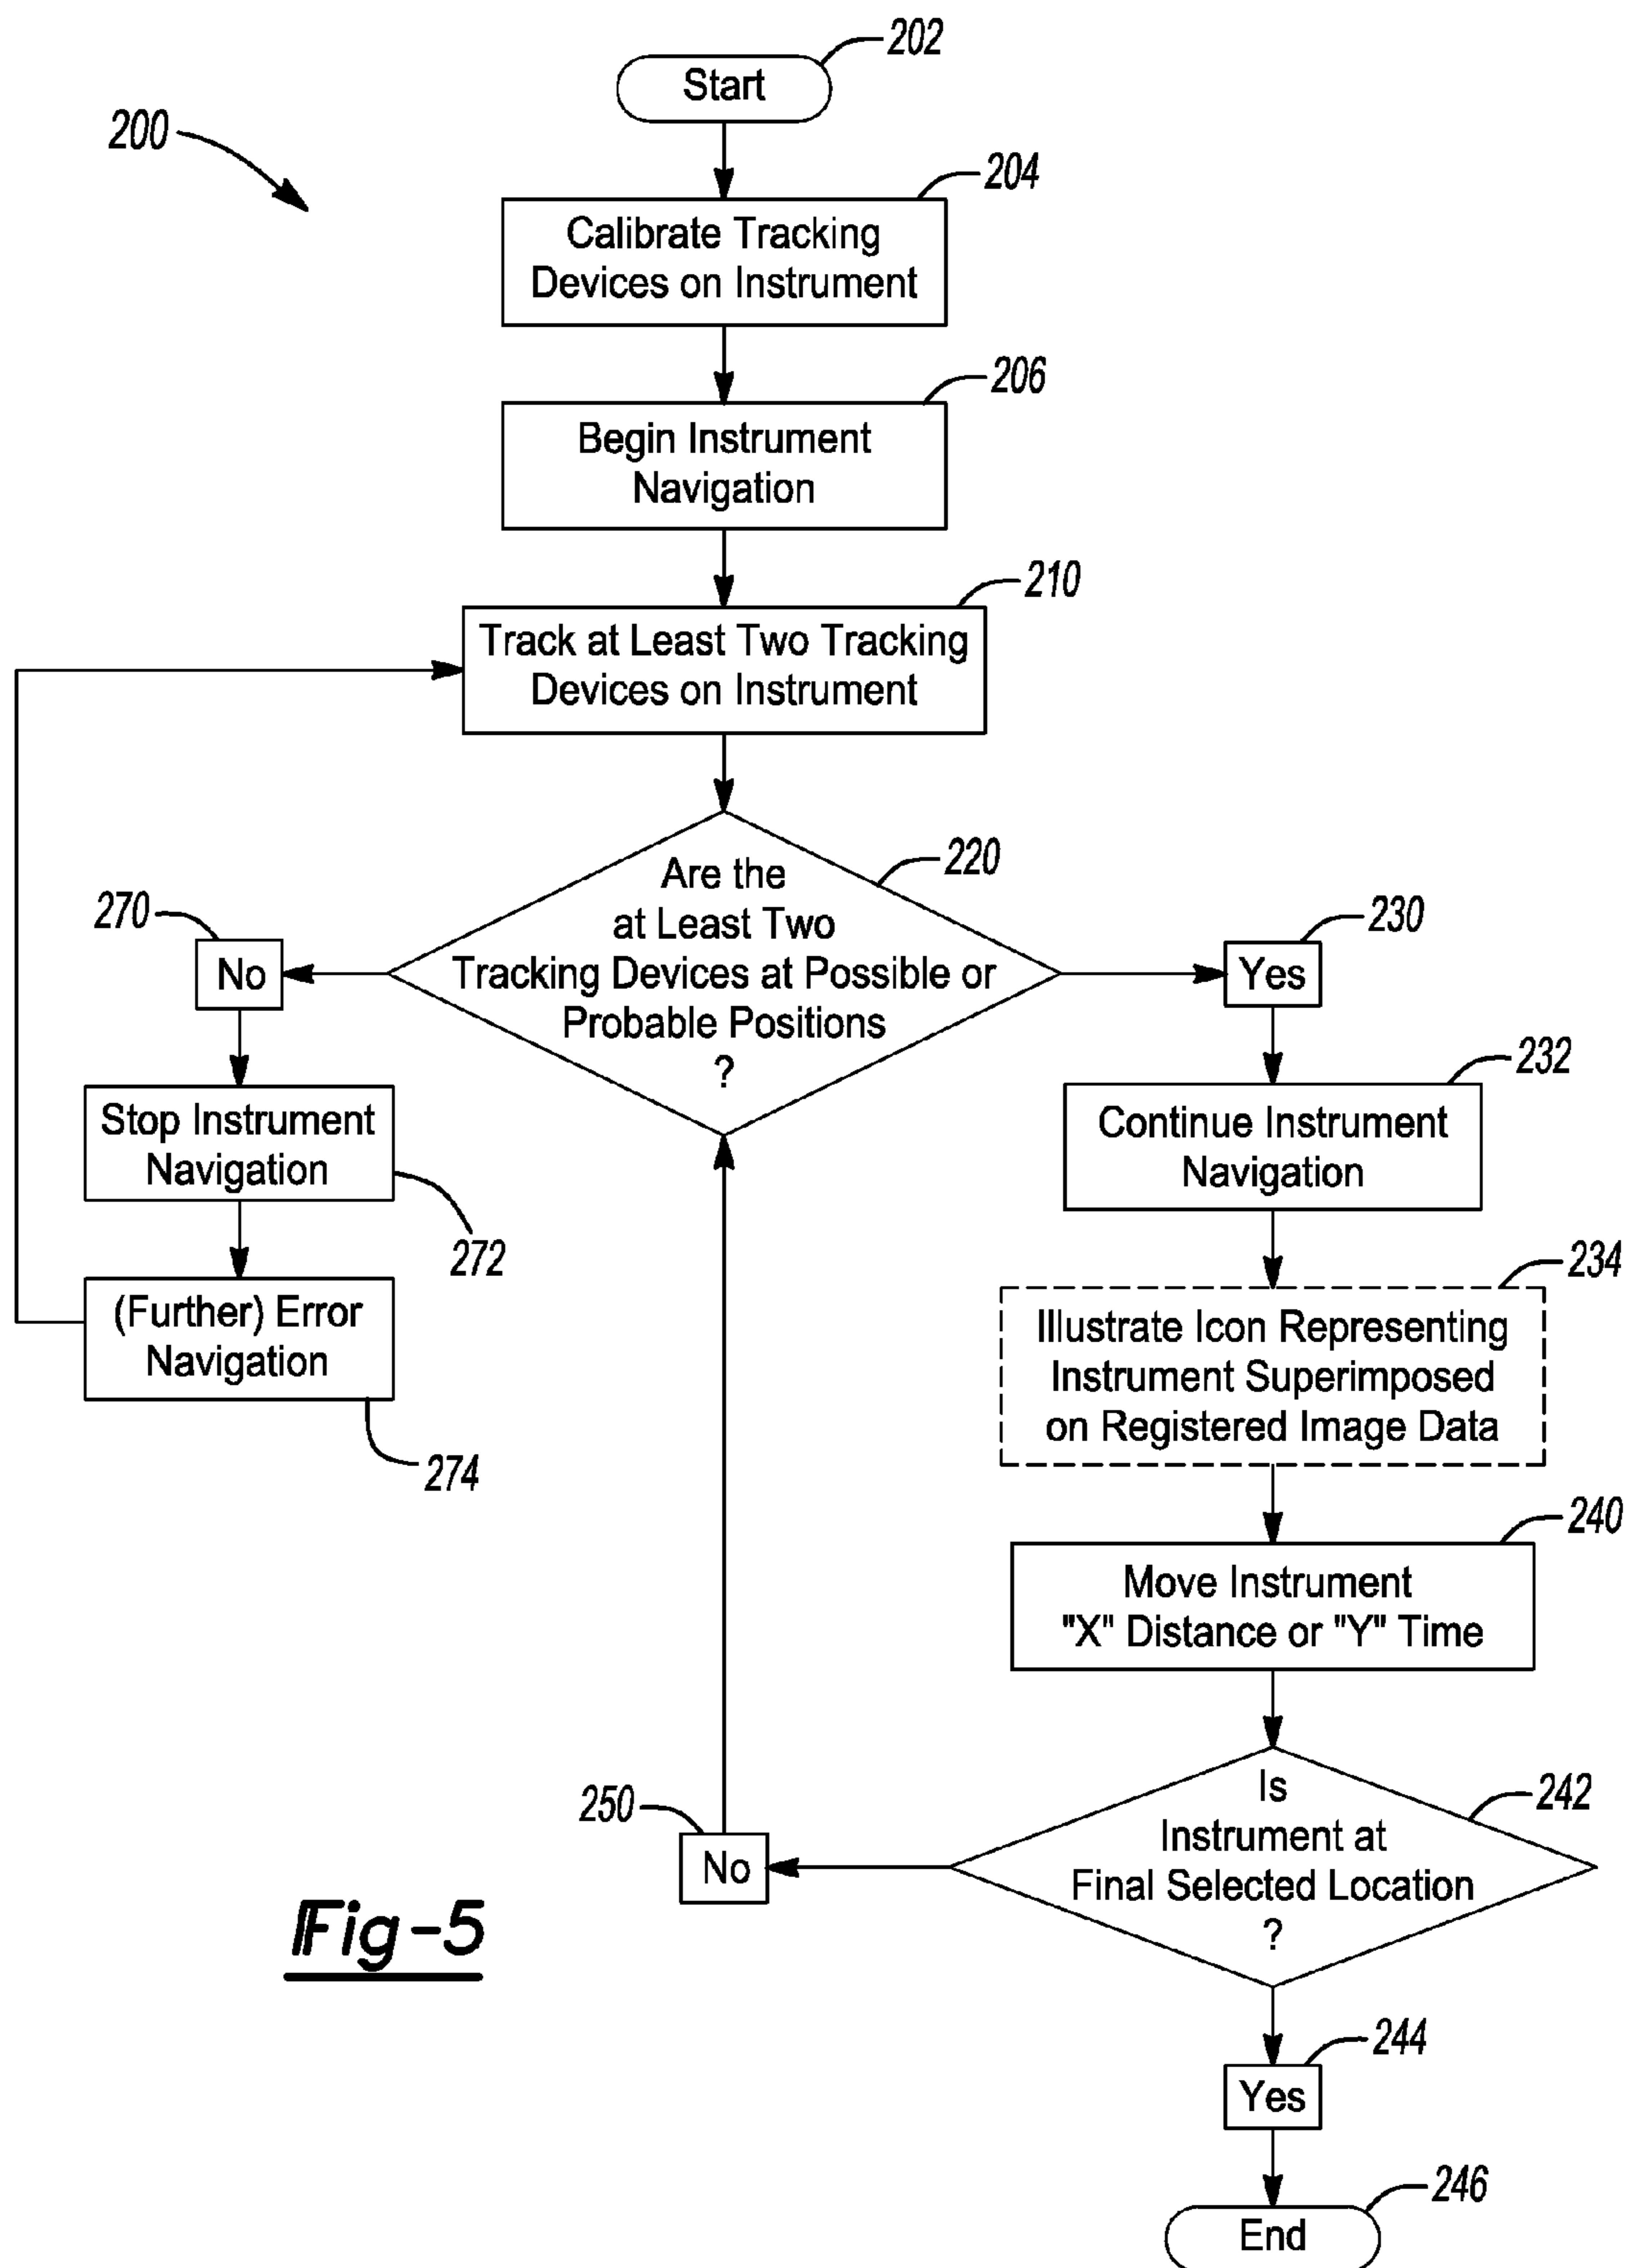 202
Start
200
204
Calibrate Tracking
Devices on Instrument
206
Begin Instrument
Navigation
210
Track at Least Two Tracking
Devices on Instrument
220
Are the
at Least Two
Tracking Devices at Possible or
Probable Positions
?
270
No
230
Yes
Stop Instrument
Navigation
272
232
Continue Instrument
Navigation
(Further) Error
Navigation
274
234
Illustrate Icon Representing
Instrument Superimposed
on Registered Image Data
240
Move Instrument
"X" Distance or "Y" Time
242
Is
Instrument at
Final Selected Location
?
250
No
244
Yes
246
End
Fig-5